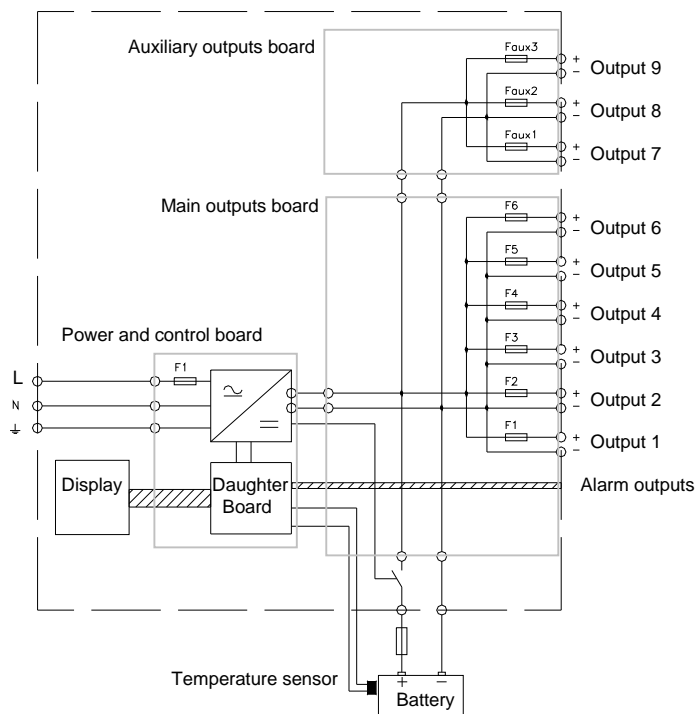 Auxiliary outputs board
Faux3
+
−
Output 9
Faux2
+
−
Output 8
Faux1
+
−
Output 7
Main outputs board
F6
+
−
Output 6
F5
+
−
Output 5
F4
+
−
Output 4
F3
+
−
Output 3
F2
+
−
Output 2
F1
+
−
Output 1
Power and control board
F1
L
N
Display
Daughter
Board
Alarm outputs
Temperature sensor
+ −
Battery